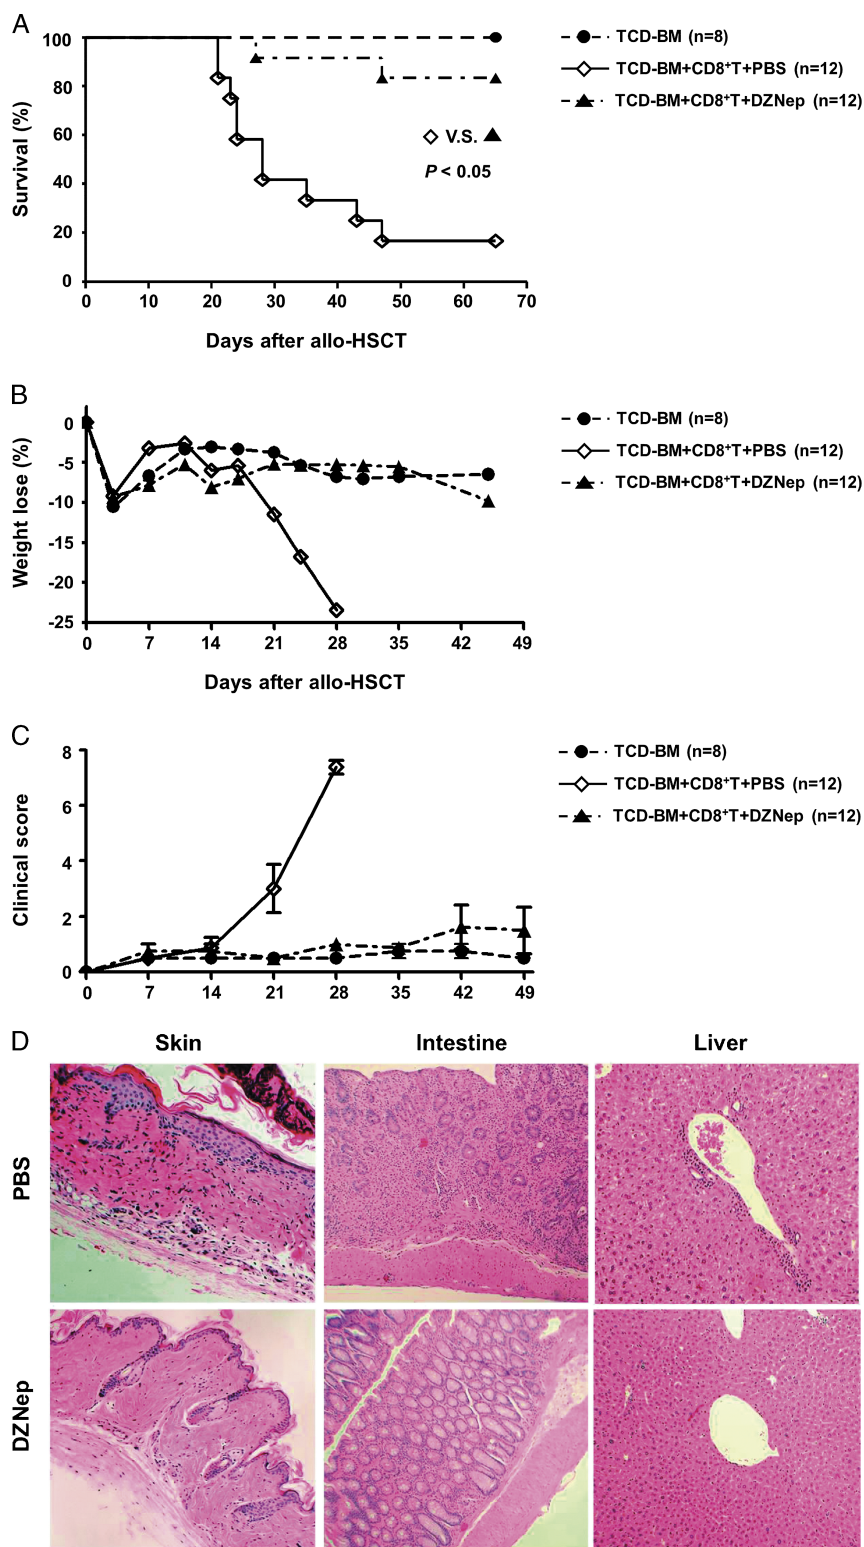 A
100
80
60
40
20
0
Survival (%)
0 10 20 30 40 50 60 70
Days after allo-HSCT
V.S.
P < 0.05
TCD-BM (n=8)
TCD-BM+CD8⁺T+PBS (n=12)
TCD-BM+CD8⁺T+DZNep (n=12)
B
0
-5
-10
-15
-20
-25
Weight lose (%)
0 7 14 21 28 35 42 49
Days after allo-HSCT
TCD-BM (n=8)
TCD-BM+CD8⁺T+PBS (n=12)
TCD-BM+CD8⁺T+DZNep (n=12)
C
8
6
4
2
0
Clinical score
0 7 14 21 28 35 42 49
TCD-BM (n=8)
TCD-BM+CD8⁺T+PBS (n=12)
TCD-BM+CD8⁺T+DZNep (n=12)
D
Skin Intestine Liver
PBS
DZNep